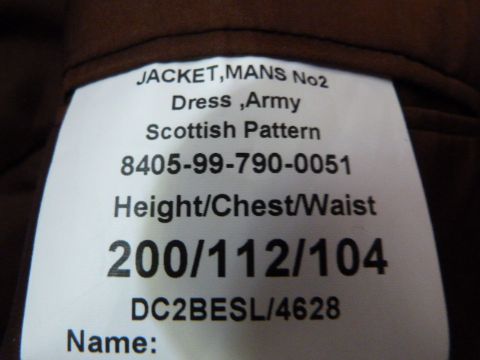 JACKET,MANS No2
Dress ,Army
Scottish Pattern
8405-99-790-0051
Height/Chest/Waist
200/112/104
DC2BESL/4628
Name: